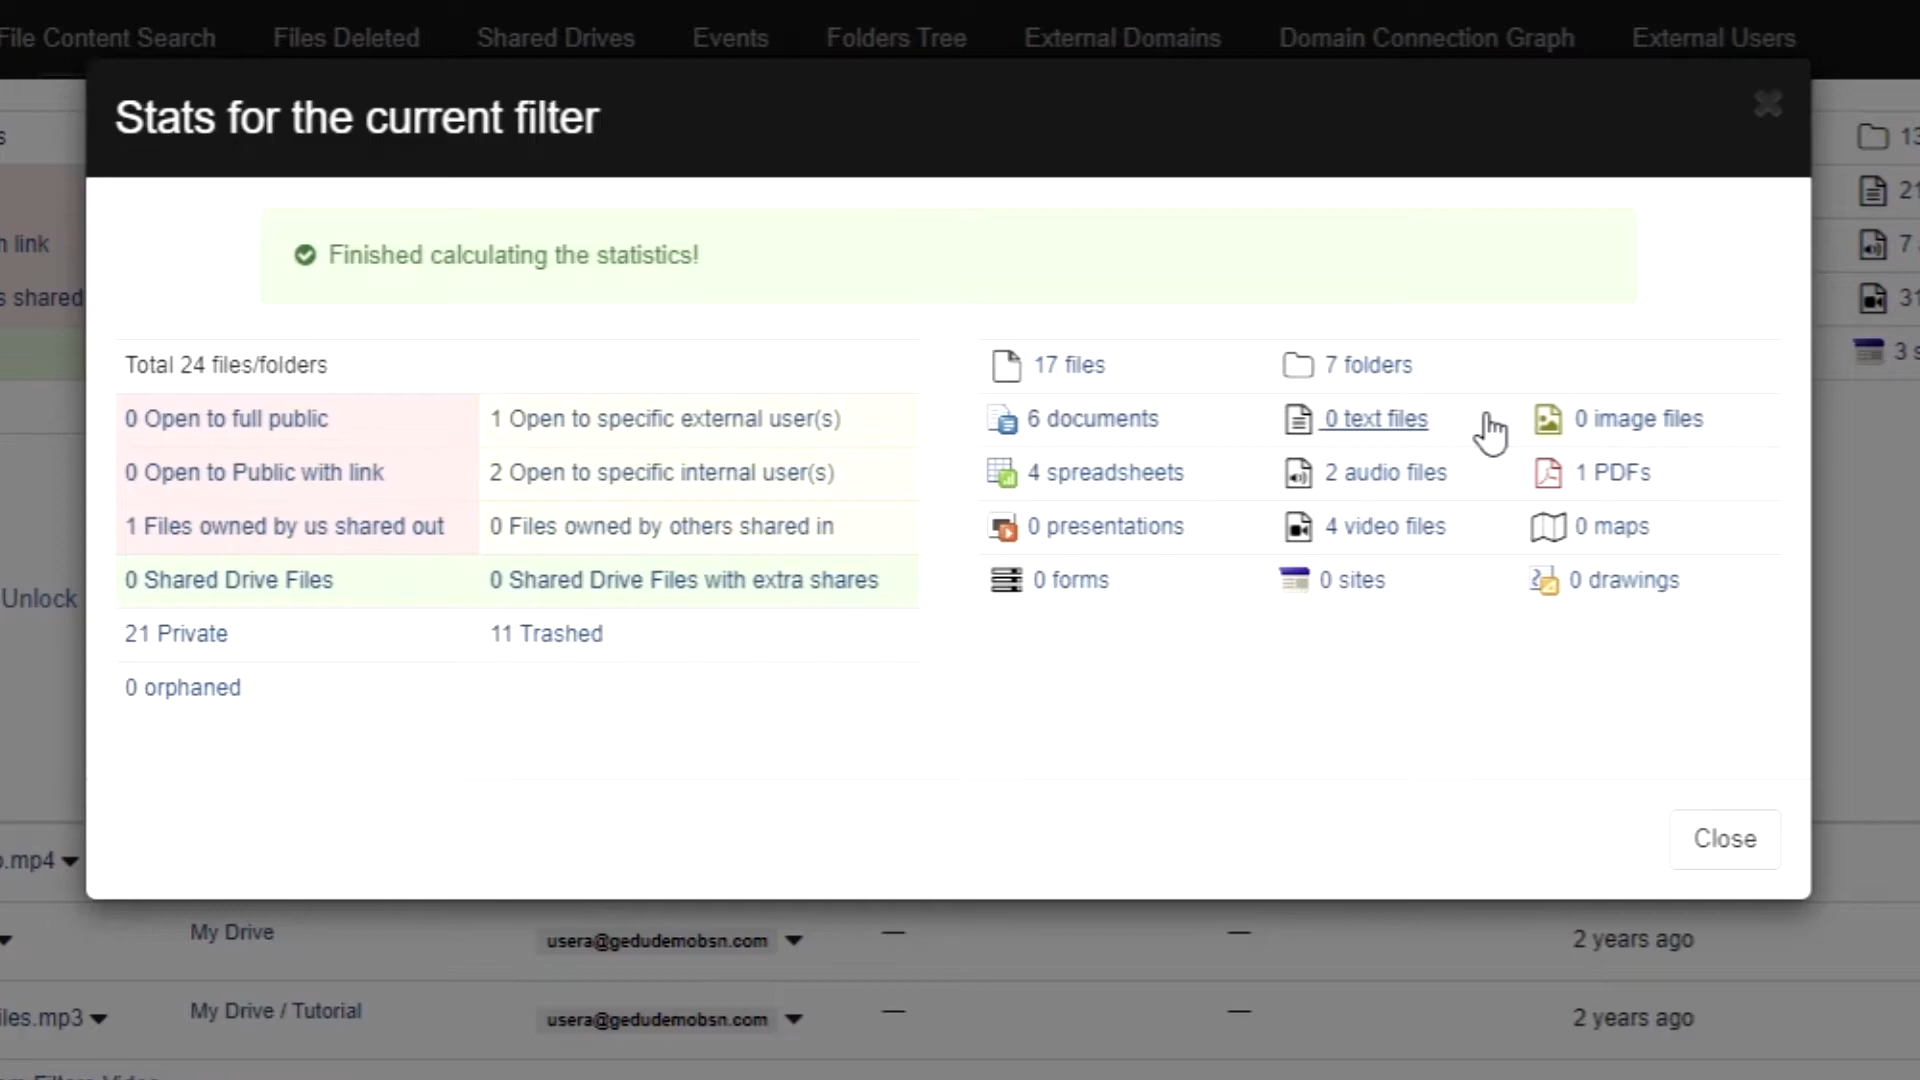 File Content Search Files Deleted Shared Drives Events Folders Tree External Domains Domain Connection Graph External Users
Stats for the current filter
Finished calculating the statistics!
Total 24 files/folders
0 Open to full public 1 Open to specific external user(s)
0 Open to Public with link 2 Open to specific internal user(s)
1 Files owned by us shared out 0 Files owned by others shared in
0 Shared Drive Files 0 Shared Drive Files with extra shares
21 Private 11 Trashed
0 orphaned
17 files 7 folders
6 documents 0 text files 0 image files
4 spreadsheets 2 audio files 1 PDFs
0 presentations 4 video files 0 maps
0 forms 0 sites 0 drawings
Close
link
shared
Unlock
13
21
7
31
3 s
.mp4
My Drive usera@gedudemobsn.com — — 2 years ago
iles.mp3 My Drive / Tutorial usera@gedudemobsn.com — — 2 years ago